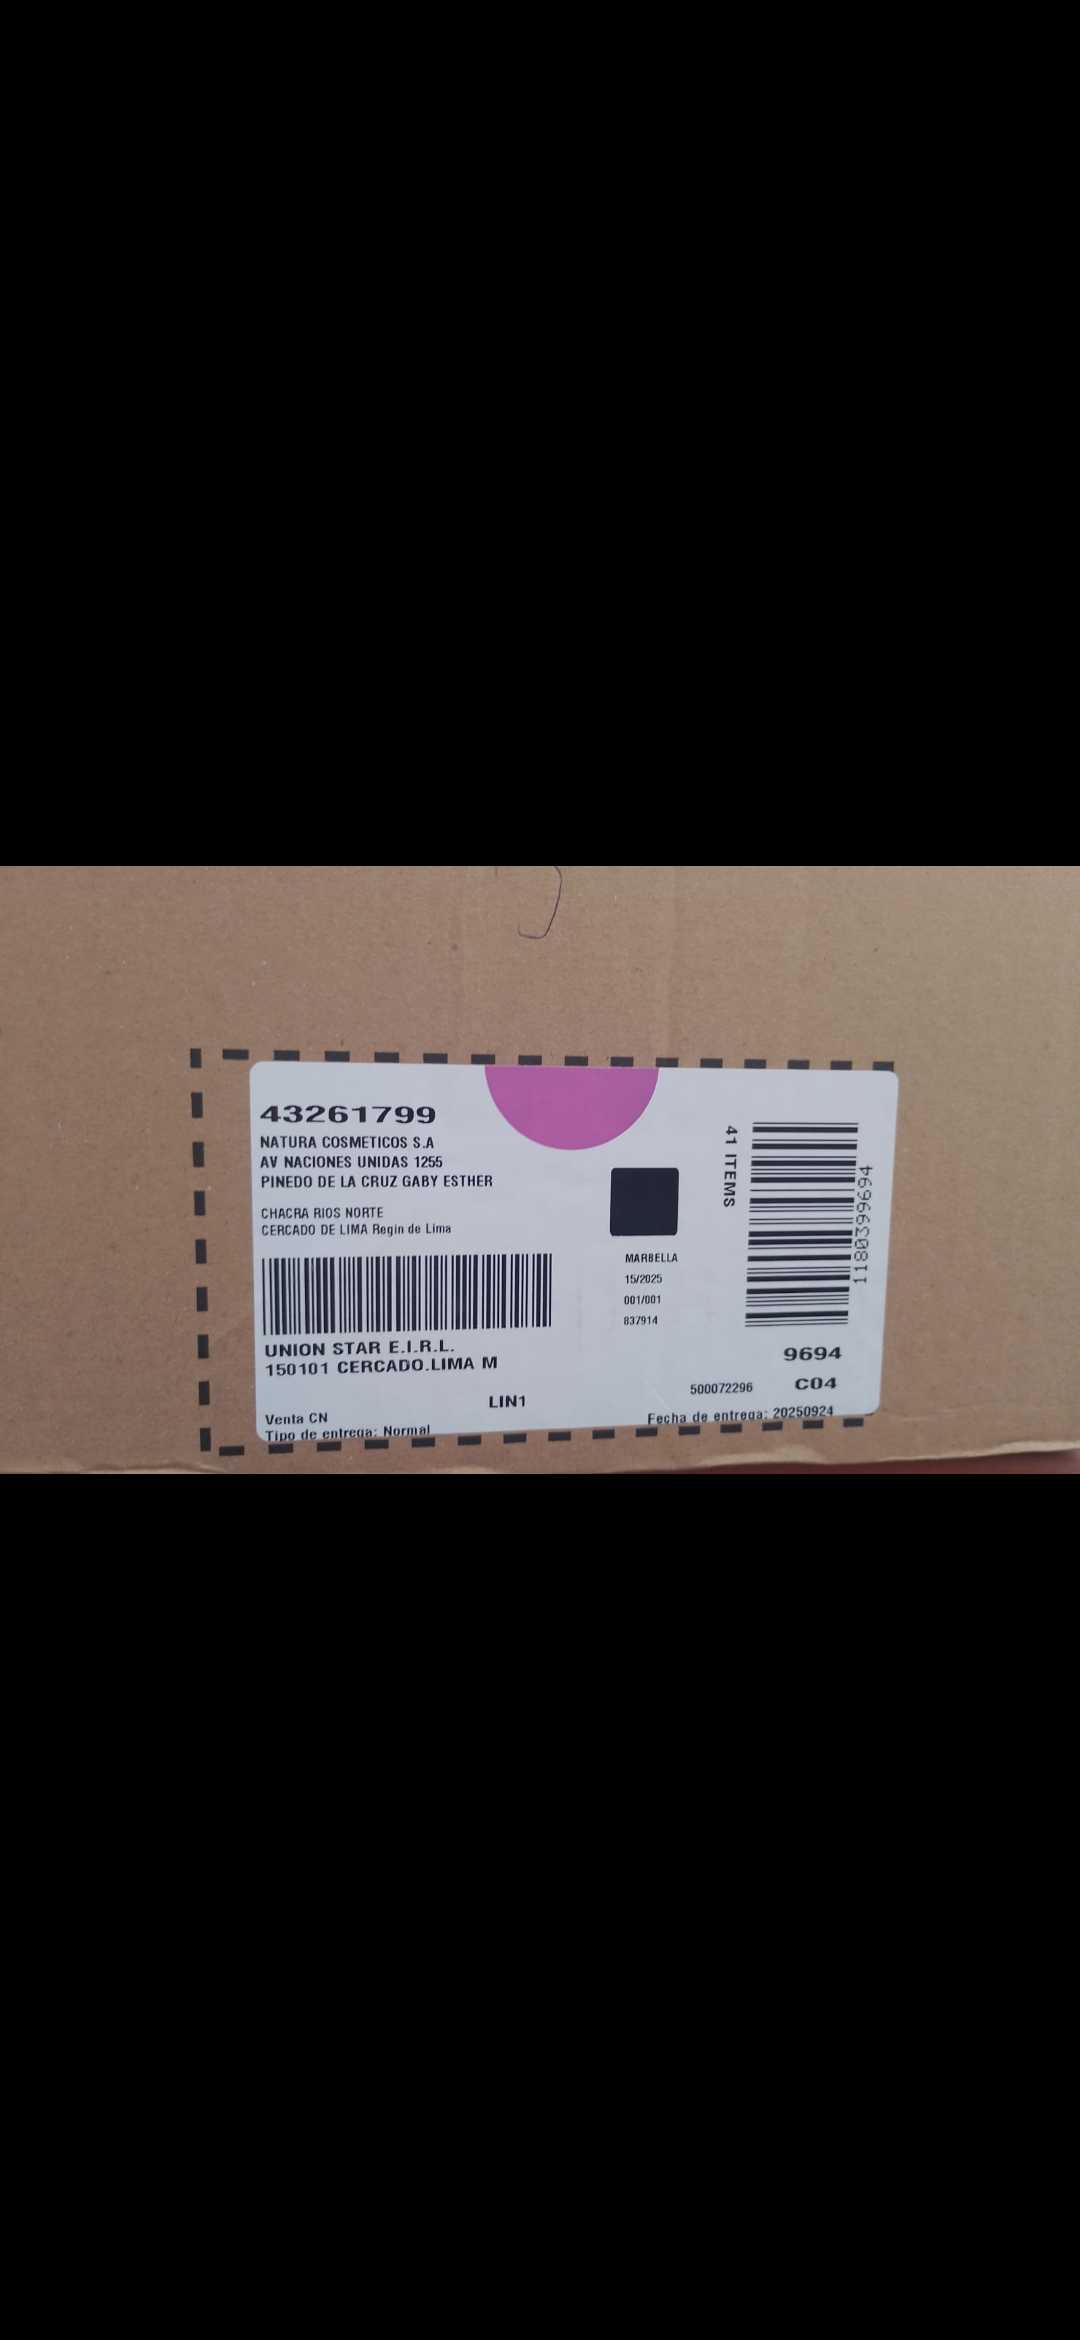 43261799
NATURA COSMETICOS S.A
AV NACIONES UNIDAS 1255
PINEDO DE LA CRUZ GABY ESTHER
CHACRA RIOS NORTE
CERCADO DE LIMA Regin de Lima
UNION STAR E.I.R.L.
150101 CERCADO.LIMA M
LIN1
Venta CN
Tipo de entrega: Normal
MARBELLA
15/2025
001/001
837914
41 ITEMS
1180399694
9694
500072296 C04
Fecha de entrega: 20250924